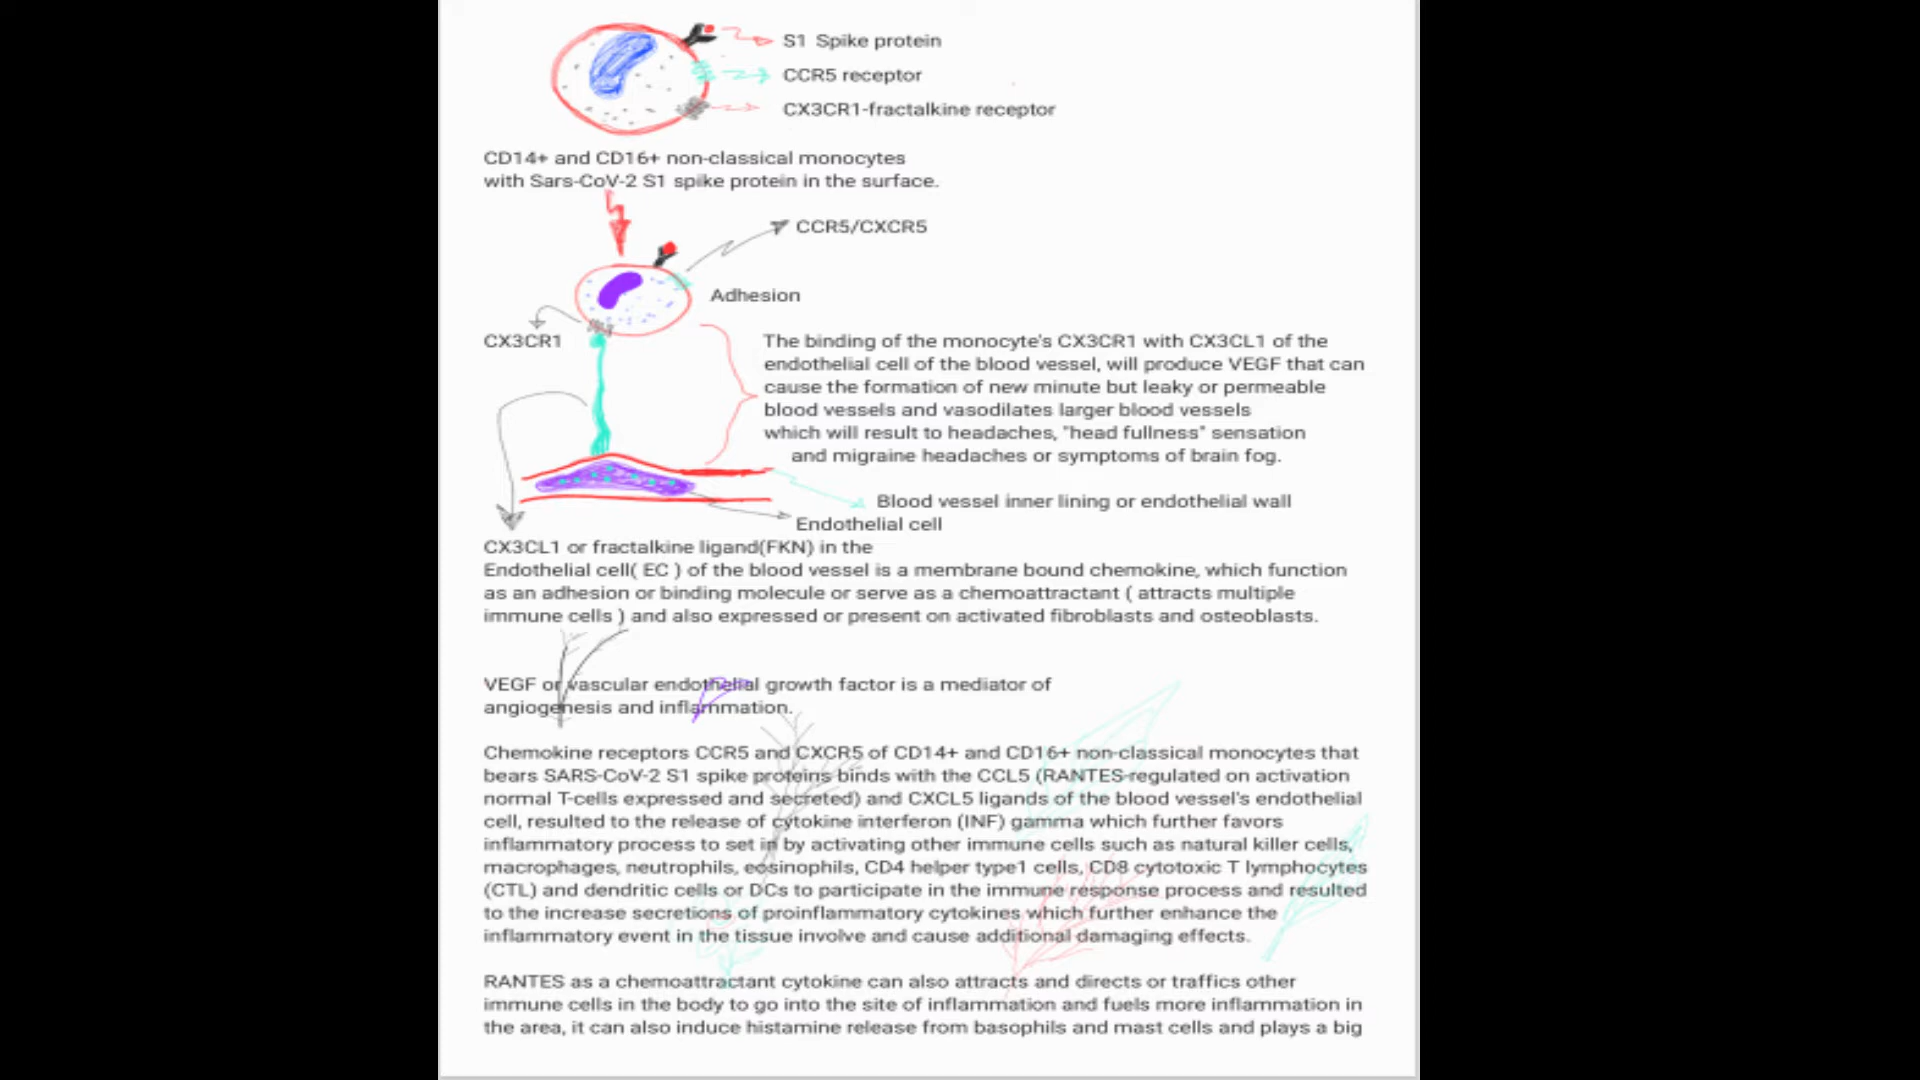 S1 Spike protein
CCR5 receptor
CX3CR1-fractalkine receptor
CD14+ and CD16+ non-classical monocytes
with Sars-CoV-2 S1 spike protein in the surface.
CCR5/CXCR5
Adhesion
CX3CR1
The binding of the monocyte's CX3CR1 with CX3CL1 of the
endothelial cell of the blood vessel, will produce VEGF that can
cause the formation of new minute but leaky or permeable
blood vessels and vasodilates larger blood vessels
which will result to headaches, "head fullness" sensation
and migraine headaches or symptoms of brain fog.
Blood vessel inner lining or endothelial wall
Endothelial cell
CX3CL1 or fractalkine ligand(FKN) in the
Endothelial cell( EC ) of the blood vessel is a membrane bound chemokine, which function
as an adhesion or binding molecule or serve as a chemoattractant ( attracts multiple
immune cells ) and also expressed or present on activated fibroblasts and osteoblasts.
VEGF or vascular endothelial growth factor is a mediator of
angiogenesis and inflammation.
Chemokine receptors CCR5 and CXCR5 of CD14+ and CD16+ non-classical monocytes that
bears SARS-CoV-2 S1 spike proteins binds with the CCL5 (RANTES-regulated on activation
normal T-cells expressed and secreted) and CXCL5 ligands of the blood vessel's endothelial
cell, resulted to the release of cytokine interferon (INF) gamma which further favors
inflammatory process to set in by activating other immune cells such as natural killer cells,
macrophages, neutrophils, eosinophils, CD4 helper type1 cells, CD8 cytotoxic T lymphocytes
(CTL) and dendritic cells or DCs to participate in the immune response process and resulted
to the increase secretions of proinflammatory cytokines which further enhance the
inflammatory event in the tissue involve and cause additional damaging effects.
RANTES as a chemoattractant cytokine can also attracts and directs or traffics other
immune cells in the body to go into the site of inflammation and fuels more inflammation in
the area, it can also induce histamine release from basophils and mast cells and plays a big